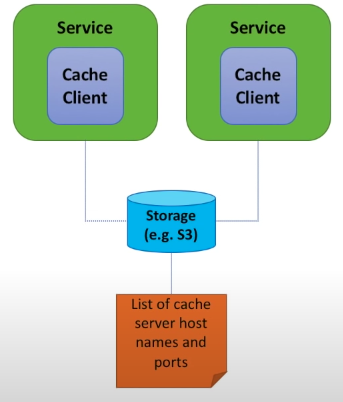 Service
Cache
Client
Service
Cache
Client
Storage
(e.g. S3)
List of cache
server host
names and
ports